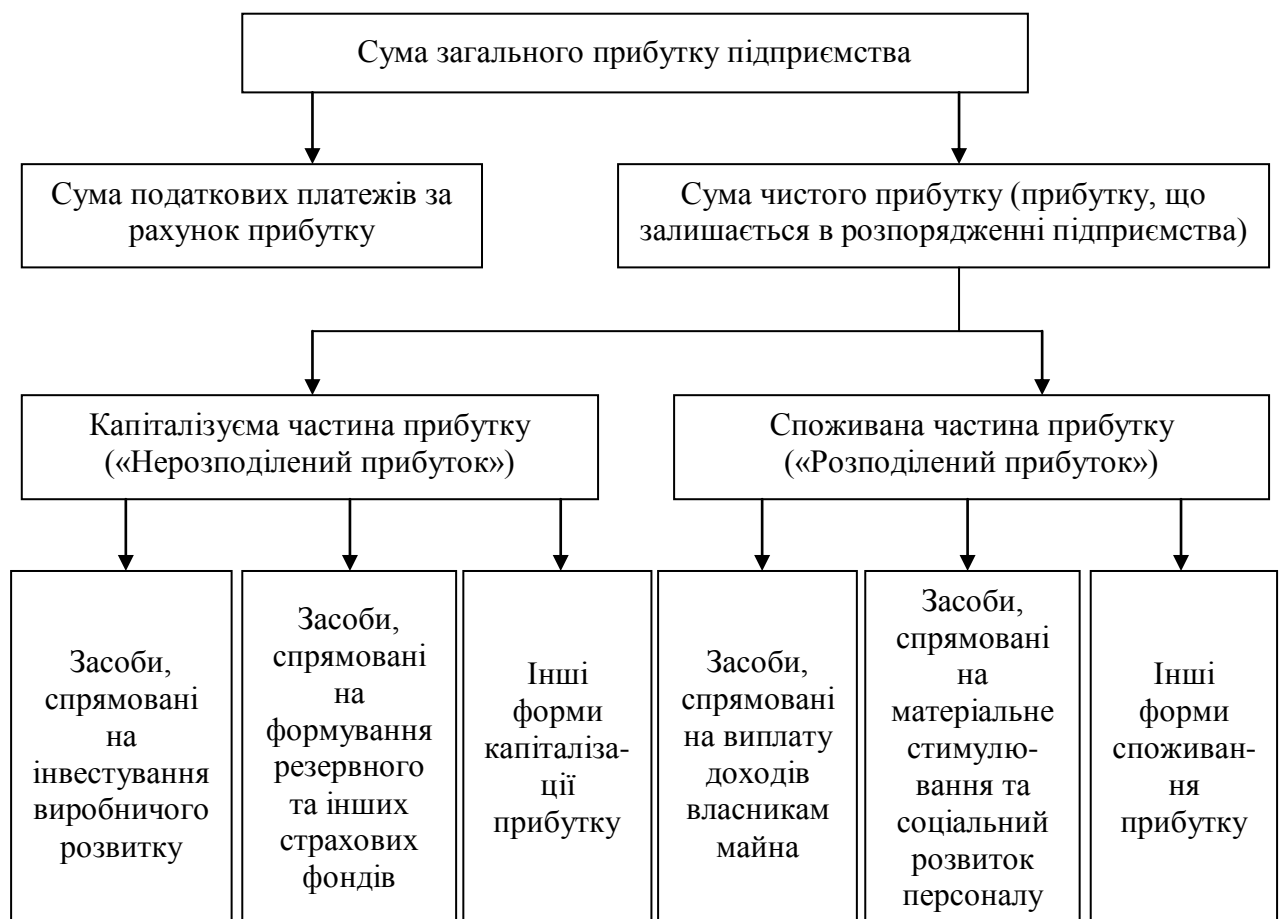 Сума загального прибутку підприємства
Сума податкових платежів за
рахунок прибутку
Сума чистого прибутку (прибутку, що
залишається в розпорядженні підприємства)
Капіталізуєма частина прибутку
(«Нерозподілений прибуток»)
Споживана частина прибутку
(«Розподілений прибуток»)
Засоби,
спрямовані
на
інвестування
виробничого
розвитку
Засоби,
спрямовані
на
формування
резервного
та інших
страхових
фондів
Інші
форми
капіталіза-
ції
прибутку
Засоби,
спрямовані
на виплату
доходів
власникам
майна
Засоби,
спрямовані
на
матеріальне
стимулю-
вання та
соціальний
розвиток
персоналу
Інші
форми
споживан-
ня
прибутку